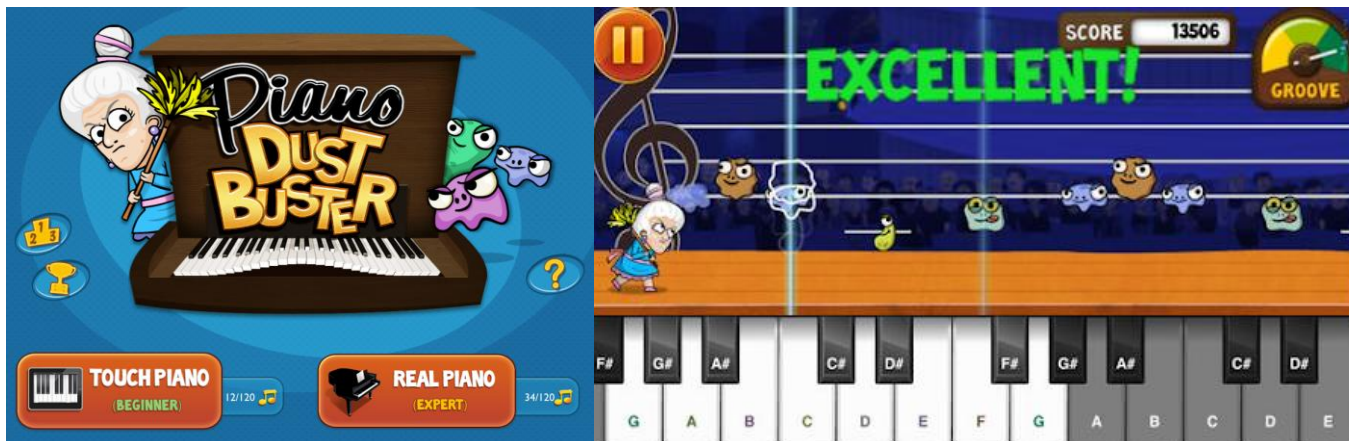 Piano
DUST
BUSTER
1
2 3
?
TOUCH PIANO
(BEGINNER)
12/120
REAL PIANO
(EXPERT)
34/120
SCORE 13506
EXCELLENT!
GROOVE
F# G# A# C# D# F# G# A# C# D#
G A B C D E F G A B C D E